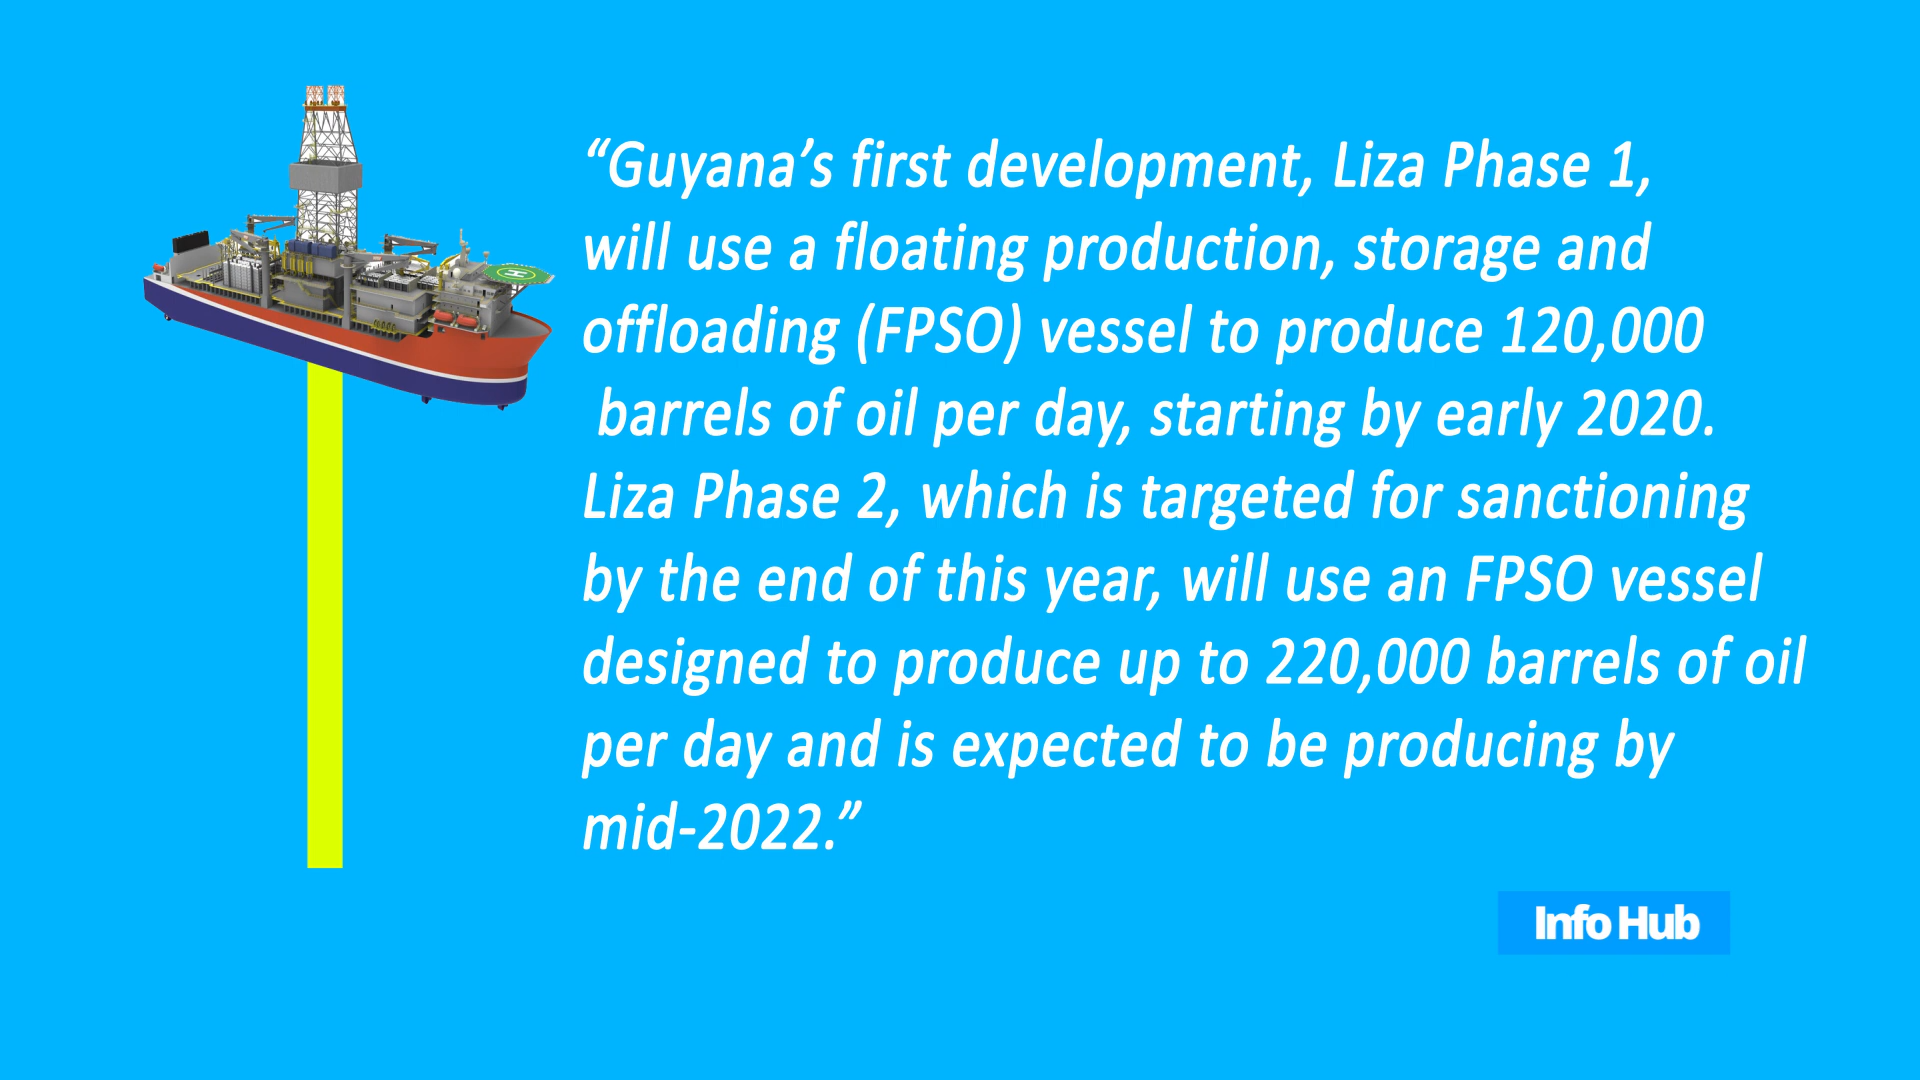 “Guyana’s first development, Liza Phase 1,
will use a floating production, storage and
offloading (FPSO) vessel to produce 120,000
barrels of oil per day, starting by early 2020.
Liza Phase 2, which is targeted for sanctioning
by the end of this year, will use an FPSO vessel
designed to produce up to 220,000 barrels of oil
per day and is expected to be producing by
mid-2022.”
Info Hub
H